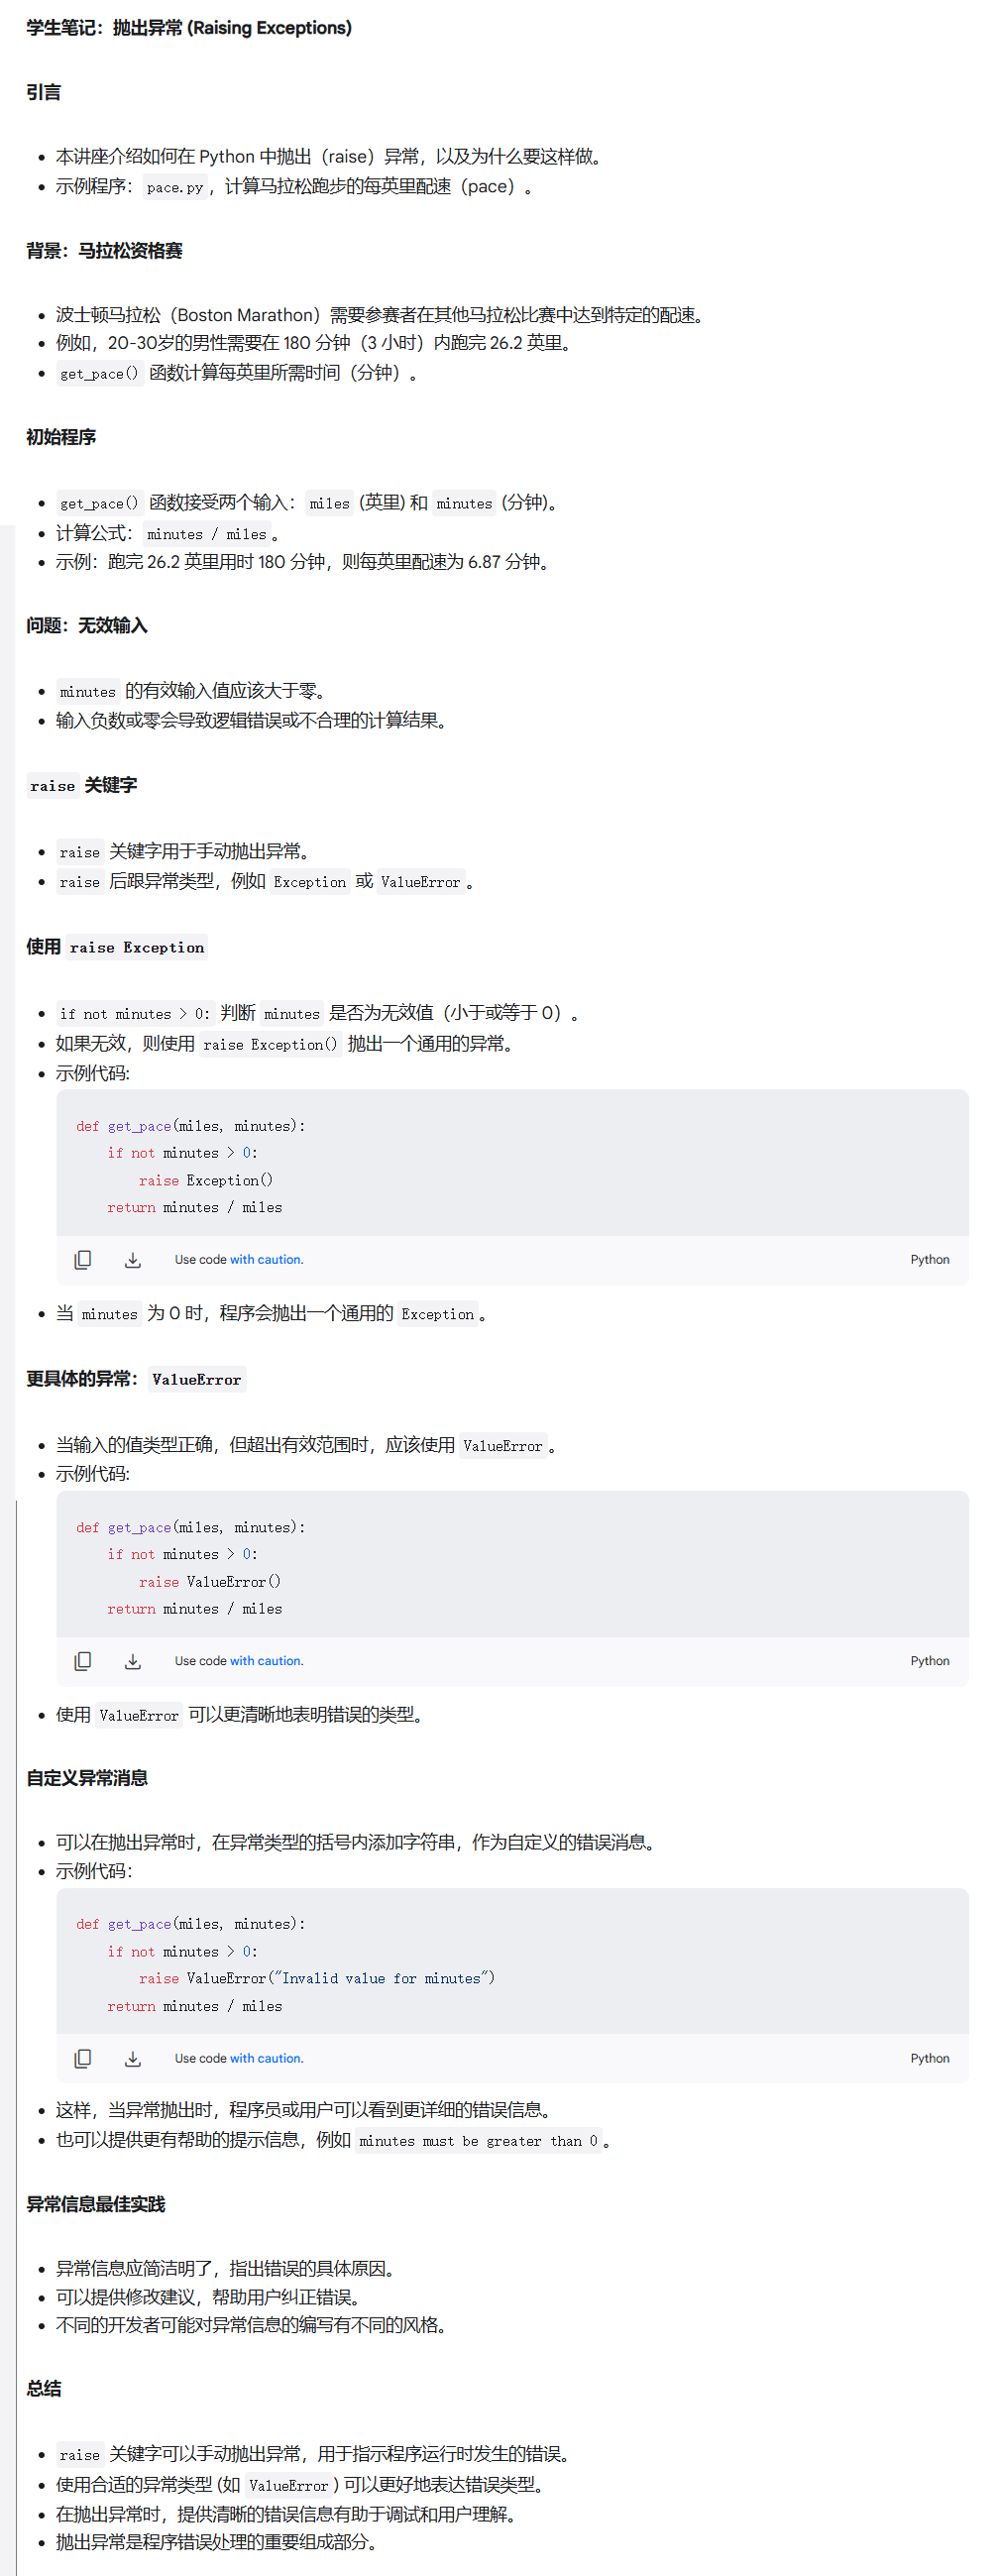 学生笔记：抛出异常 (Raising Exceptions)
引言
本讲座介绍如何在 Python 中抛出（raise）异常，以及为什么要这样做。
示例程序：pace.py，计算马拉松跑步的每英里配速（pace）。
背景：马拉松资格赛
波士顿马拉松（Boston Marathon）需要参赛者在其他马拉松比赛中达到特定的配速。
例如，20-30岁的男性需要在 180 分钟（3 小时）内跑完 26.2 英里。
get_pace() 函数计算每英里所需时间（分钟）。
初始程序
get_pace() 函数接受两个输入：miles (英里) 和 minutes (分钟)。
计算公式：minutes / miles。
示例：跑完 26.2 英里用时 180 分钟，则每英里配速为 6.87 分钟。
问题：无效输入
minutes 的有效输入值应该大于零。
输入负数或零会导致逻辑错误或不合理的计算结果。
raise 关键字
raise 关键字用于手动抛出异常。
raise 后跟异常类型，例如 Exception 或 ValueError。
使用 raise Exception
if not minutes > 0: 判断 minutes 是否为无效值（小于或等于 0）。
如果无效，则使用 raise Exception() 抛出一个通用的异常。
示例代码:
def get_pace(miles, minutes):
    if not minutes > 0:
        raise Exception()
    return minutes / miles
Use code with caution. Python
当 minutes 为 0 时，程序会抛出一个通用的 Exception。
更具体的异常：ValueError
当输入的值类型正确，但超出有效范围时，应该使用 ValueError。
示例代码:
def get_pace(miles, minutes):
    if not minutes > 0:
        raise ValueError()
    return minutes / miles
Use code with caution. Python
使用 ValueError 可以更清晰地表明错误的类型。
自定义异常消息
可以在抛出异常时，在异常类型的括号内添加字符串，作为自定义的错误消息。
示例代码：
def get_pace(miles, minutes):
    if not minutes > 0:
        raise ValueError("Invalid value for minutes")
    return minutes / miles
Use code with caution. Python
这样，当异常抛出时，程序员或用户可以看到更详细的错误信息。
也可以提供更有帮助的提示信息，例如 minutes must be greater than 0。
异常信息最佳实践
异常信息应简洁明了，指出错误的具体原因。
可以提供修改建议，帮助用户纠正错误。
不同的开发者可能对异常信息的编写有不同的风格。
总结
raise 关键字可以手动抛出异常，用于指示程序运行时发生的错误。
使用合适的异常类型 (如 ValueError) 可以更好地表达错误类型。
在抛出异常时，提供清晰的错误信息有助于调试和用户理解。
抛出异常是程序错误处理的重要组成部分。